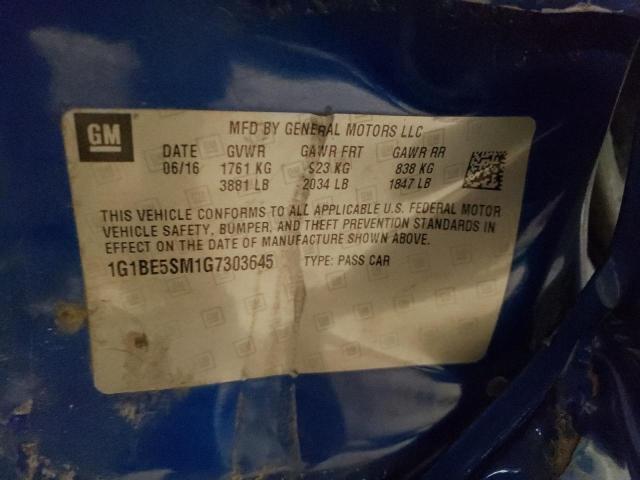 GM
MFD BY GENERAL MOTORS LLC
DATE GVWR GAWR FRT GAWR RR
06/16 1761 KG 923 KG 838 KG
3881 LB 2034 LB 1847 LB
THIS VEHICLE CONFORMS TO ALL APPLICABLE U.S. FEDERAL MOTOR
VEHICLE SAFETY, BUMPER, AND THEFT PREVENTION STANDARDS IN
EFFECT ON THE DATE OF MANUFACTURE SHOWN ABOVE.
1G1BE5SM1G7303645 TYPE: PASS CAR